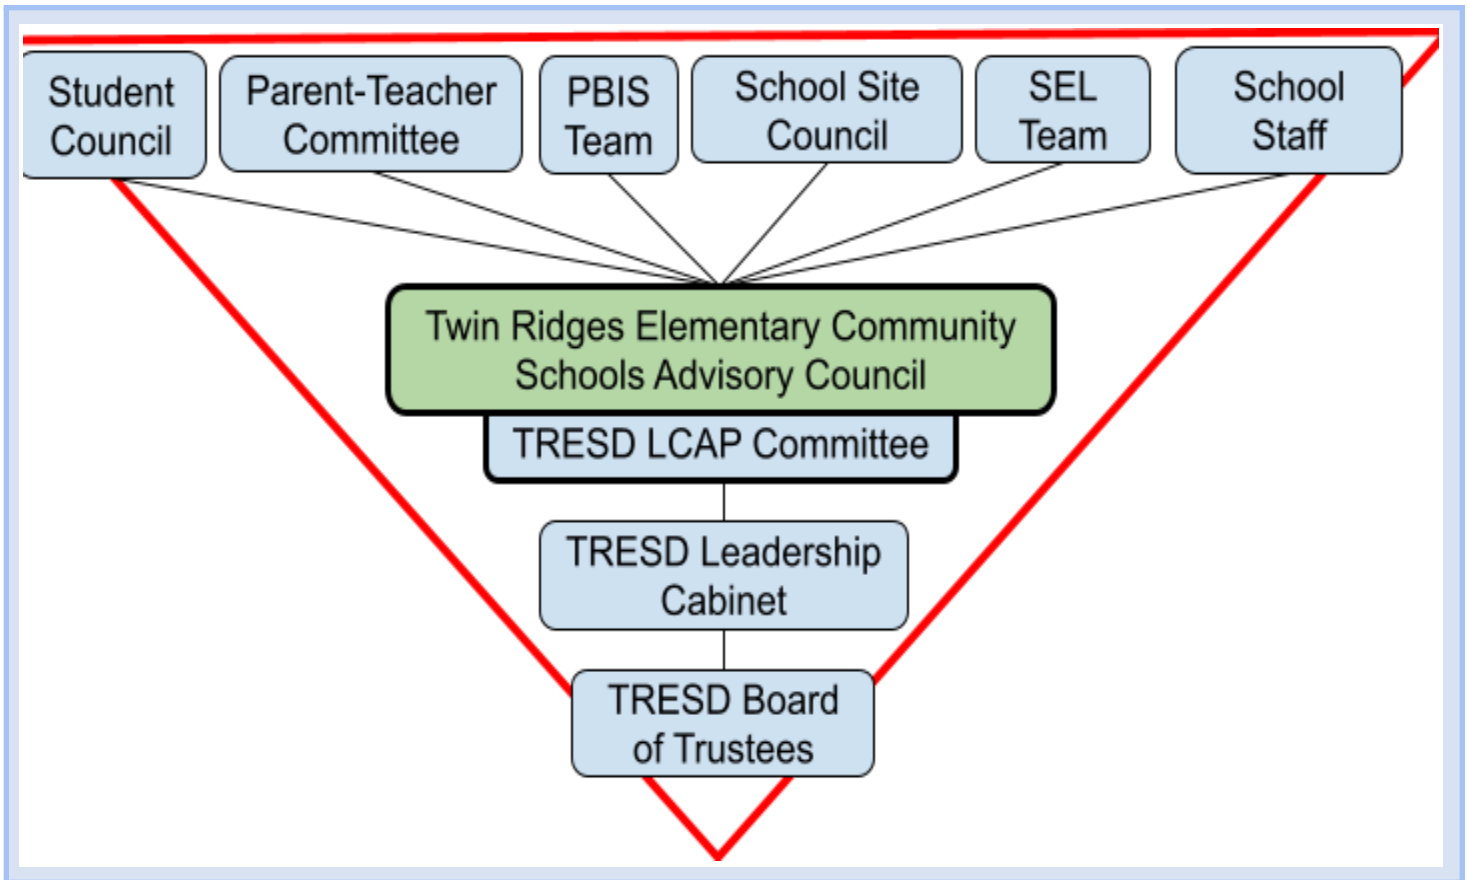 Student
Council
Parent-Teacher
Committee
PBIS
Team
School Site
Council
SEL
Team
School
Staff
Twin Ridges Elementary Community
Schools Advisory Council
TRESD LCAP Committee
TRESD Leadership
Cabinet
TRESD Board
of Trustees